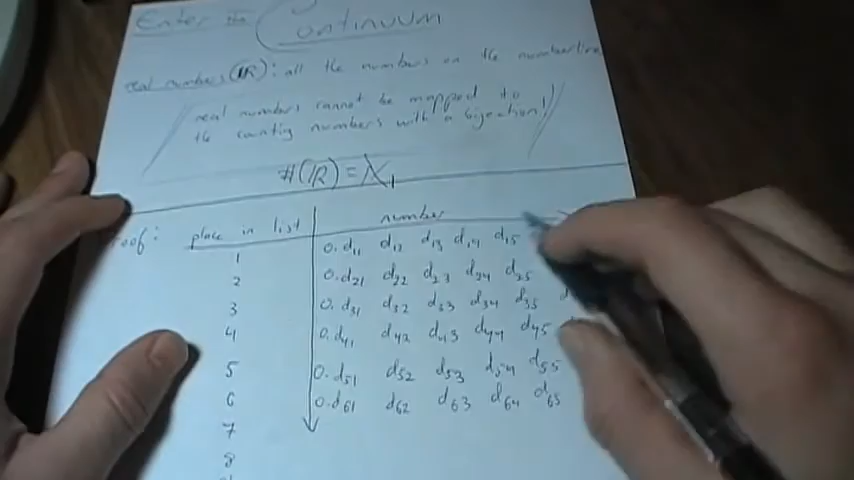 Enter the Continuum
real numbers (ℝ): all the numbers on the numberline
real numbers cannot be mapped to
the counting numbers with a bijection!
#(ℝ) = ℵ₁
proof: place in list number
1 0.d₁₁ d₁₂ d₁₃ d₁₄ d₁₅
2 0.d₂₁ d₂₂ d₂₃ d₂₄ d₂₅
3 0.d₃₁ d₃₂ d₃₃ d₃₄ d₃₅
4 0.d₄₁ d₄₂ d₄₃ d₄₄ d₄₅
5 0.d₅₁ d₅₂ d₅₃ d₅₄ d₅₅
6 0.d₆₁ d₆₂ d₆₃ d₆₄ d₆₅
7
8